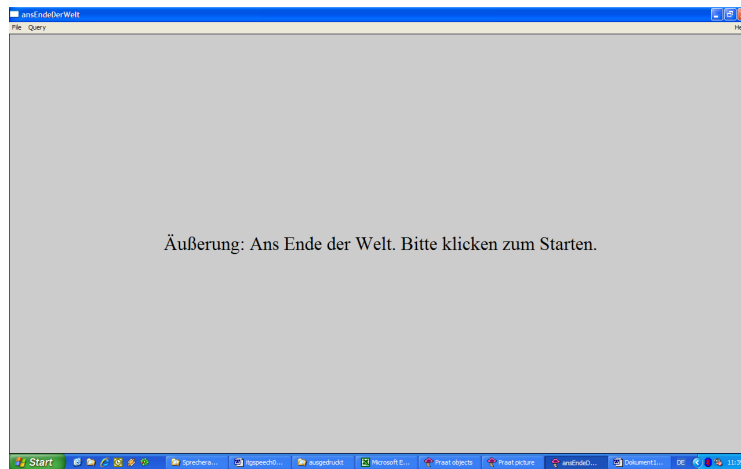 ansEndeDerWelt
File Query
Äußerung: Ans Ende der Welt. Bitte klicken zum Starten.
Start Sprechera... itgspeech0... ausgedruckt Microsoft E... Praat objects Praat picture ansEndeD... Dokument1... DE